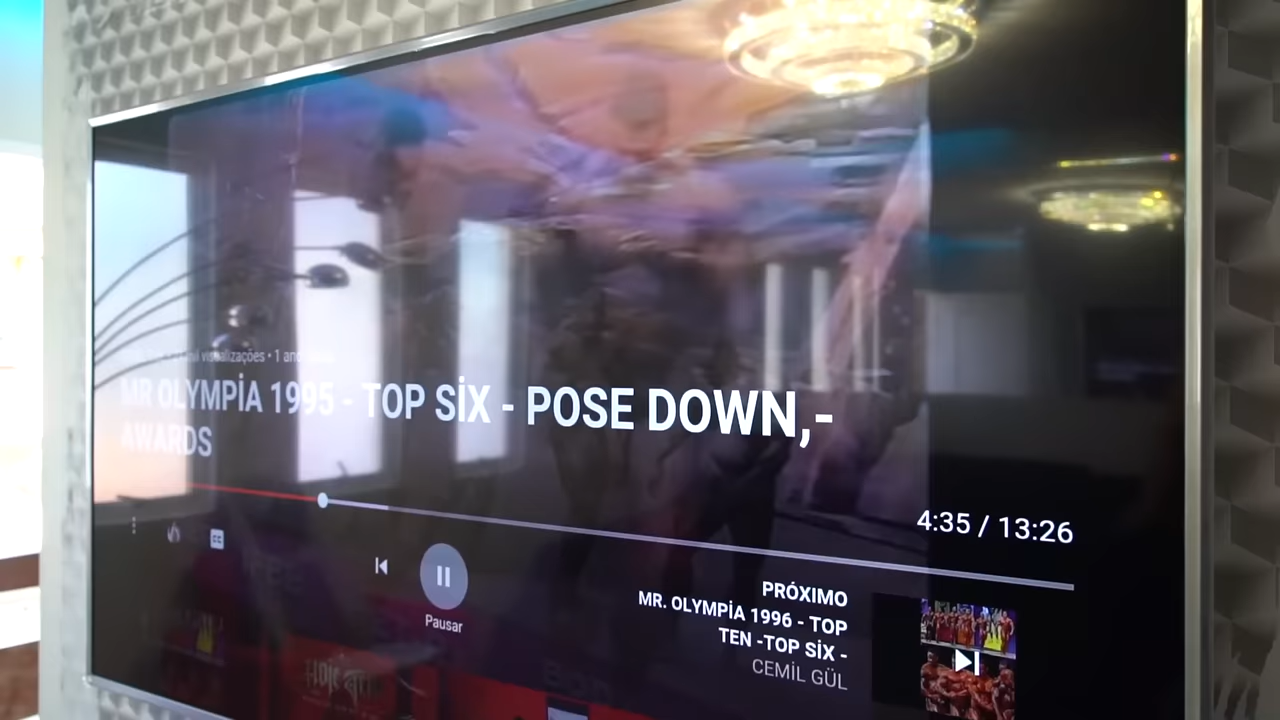 visualizações • 1 ano
MR OLYMPİA 1995 - TOP SİX - POSE DOWN,-
AWARDS
4:35 / 13:26
CC
Pausar
PRÓXIMO
MR. OLYMPİA 1996 - TOP
TEN -TOP SİX -
CEMİL GÜL